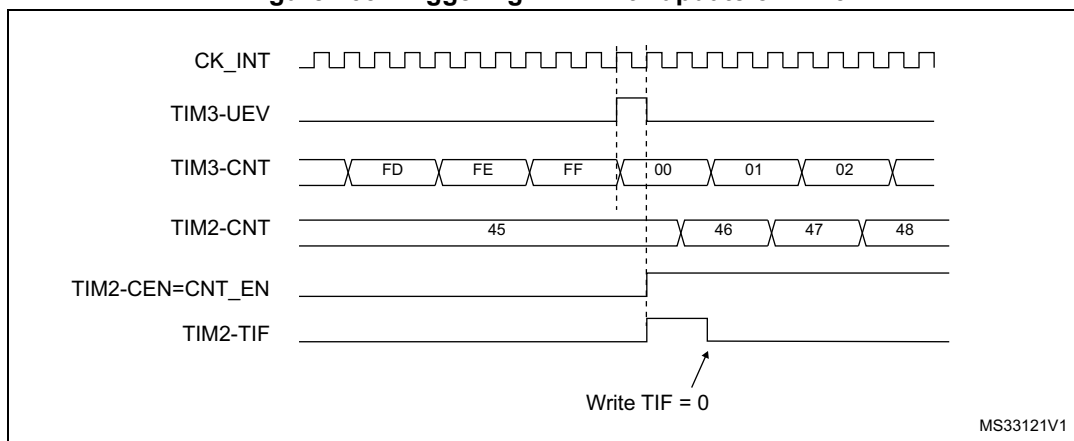 CK_INT
TIM3-UEV
TIM3-CNT FD FE FF 00 01 02
TIM2-CNT 45 46 47 48
TIM2-CEN=CNT_EN
TIM2-TIF
Write TIF = 0
MS33121V1